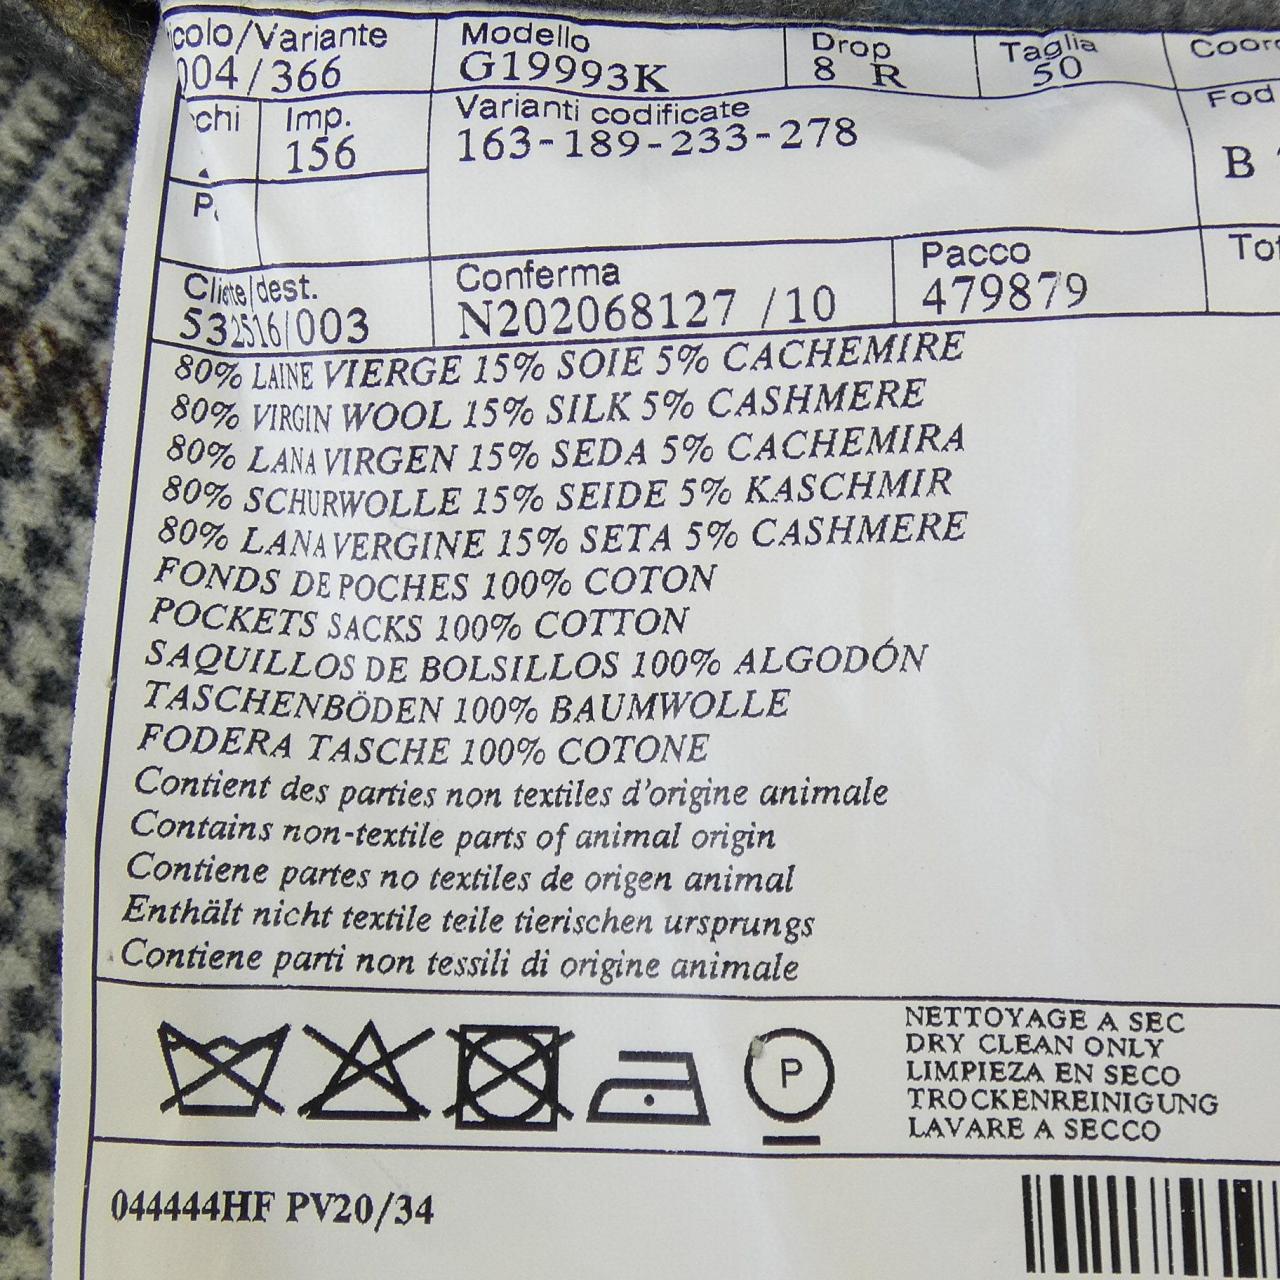 colo/Variante Modello Drop Taglia Coord
004/366 G19993K 8 R 50
chi Imp. Varianti codificate Fod
156 163-189-233-278 B
Cliente/dest. Conferma Pacco Tot
532516/003 N202068127 /10 479879
80% LAINE VIERGE 15% SOIE 5% CACHEMIRE
80% VIRGIN WOOL 15% SILK 5% CASHMERE
80% LANA VIRGEN 15% SEDA 5% CACHEMIRA
80% SCHURWOLLE 15% SEIDE 5% KASCHMIR
80% LANA VERGINE 15% SETA 5% CASHMERE
FONDS DE POCHES 100% COTON
POCKETS SACKS 100% COTTON
SAQUILLOS DE BOLSILLOS 100% ALGODÓN
TASCHENBÖDEN 100% BAUMWOLLE
FODERA TASCHE 100% COTONE
Contient des parties non textiles d'origine animale
Contains non-textile parts of animal origin
Contiene partes no textiles de origen animal
Enthält nicht textile teile tierischen ursprungs
Contiene parti non tessili di origine animale
P
NETTOYAGE A SEC
DRY CLEAN ONLY
LIMPIEZA EN SECO
TROCKENREINIGUNG
LAVARE A SECCO
044444HF PV20/34